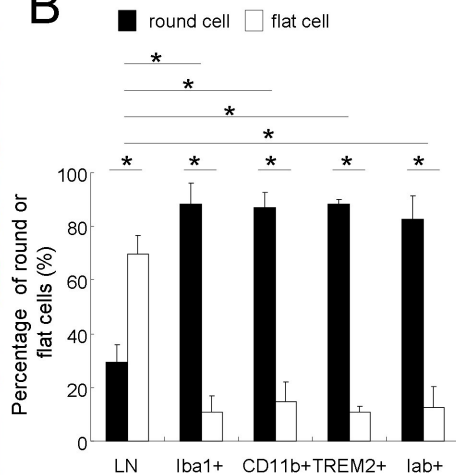 B
round cell flat cell
*
*
*
*
* * * * *
Percentage of round or
flat cells (%)
100
80
60
40
20
0
LN Iba1+ CD11b+ TREM2+ Iab+